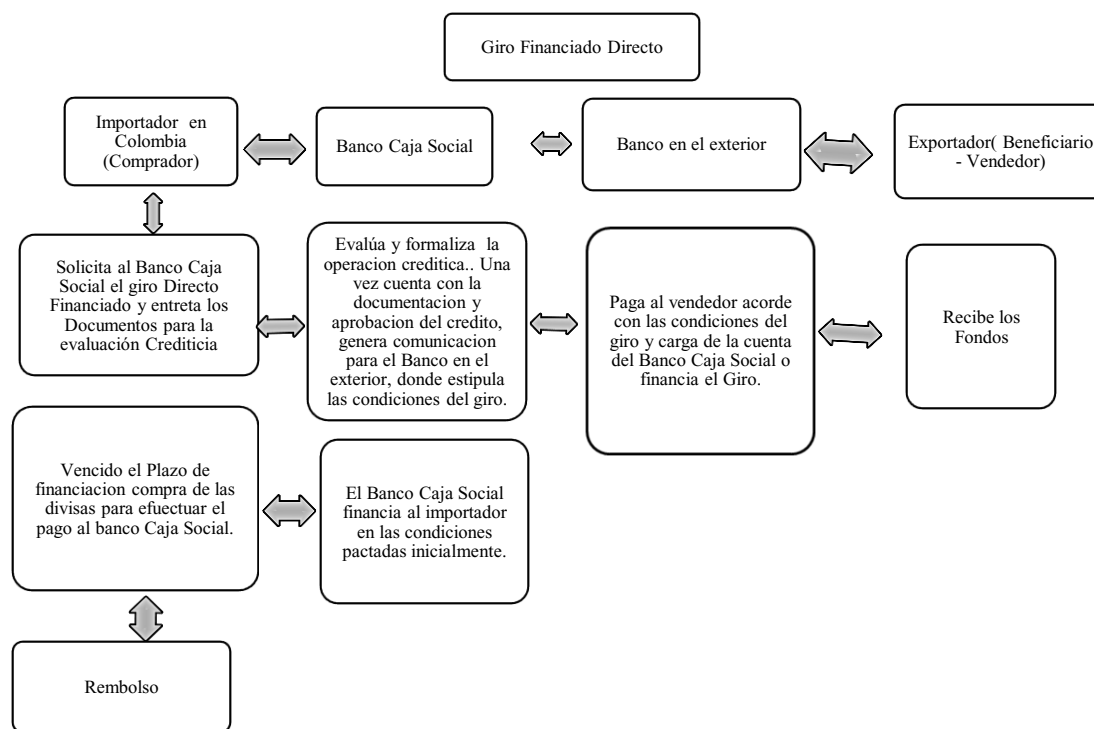 Giro Financiado Directo
Importador en
Colombia
(Comprador)
Banco Caja Social
Banco en el exterior
Exportador( Beneficiario
- Vendedor)
Solicita al Banco Caja
Social el giro Directo
Financiado y entreta los
Documentos para la
evaluación Crediticia
Evalúa y formaliza la
operacion creditica.. Una
vez cuenta con la
documentacion y
aprobacion del credito,
genera comunicacion
para el Banco en el
exterior, donde estipula
las condiciones del giro.
Paga al vendedor acorde
con las condiciones del
giro y carga de la cuenta
del Banco Caja Social o
financia el Giro.
Recibe los
Fondos
Vencido el Plazo de
financiacion compra de las
divisas para efuectuar el
pago al banco Caja Social.
El Banco Caja Social
financia al importador
en las condiciones
pactadas inicialmente.
Rembolso